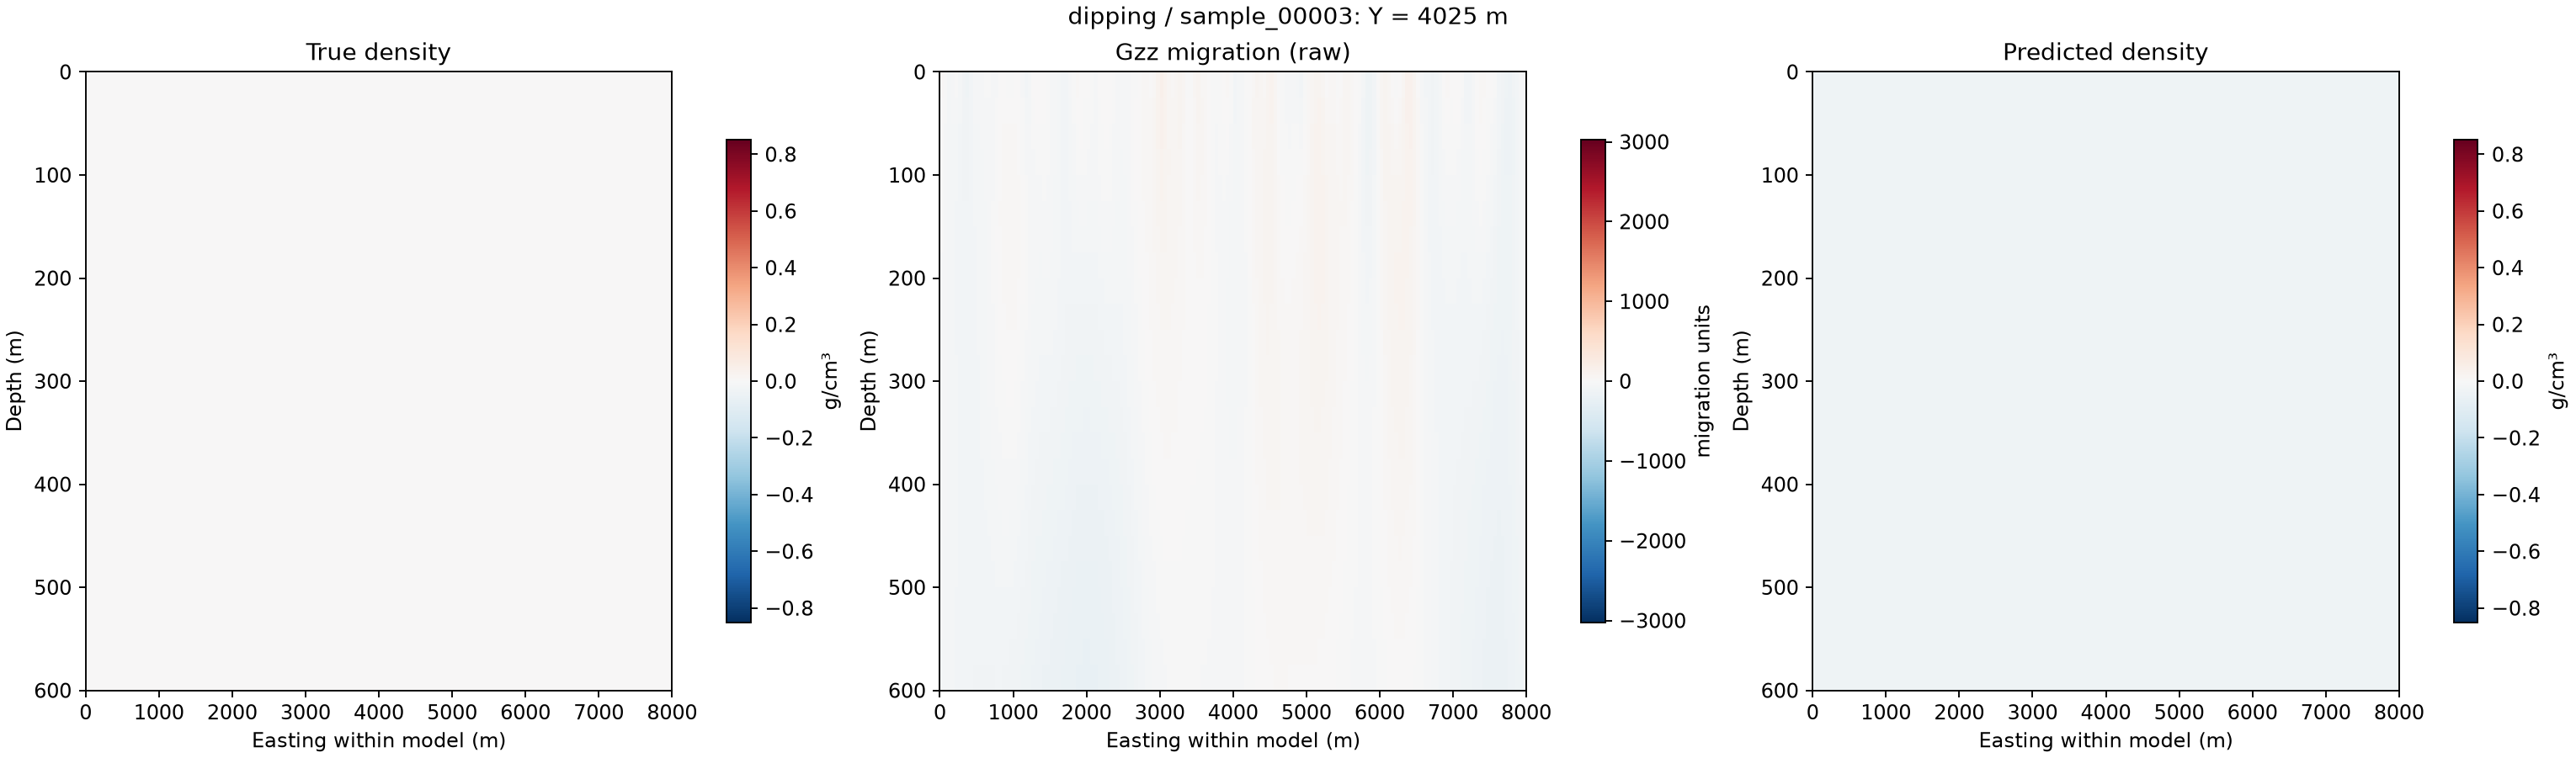 dipping / sample_00003: Y = 4025 m
True density
0
100
200
300
400
500
600
Depth (m)
0 1000 2000 3000 4000 5000 6000 7000 8000
Easting within model (m)
0.8
0.6
0.4
0.2
0.0
−0.2
−0.4
−0.6
−0.8
g/cm³
Gzz migration (raw)
0
100
200
300
400
500
600
Depth (m)
0 1000 2000 3000 4000 5000 6000 7000 8000
Easting within model (m)
3000
2000
1000
0
−1000
−2000
−3000
migration units
Predicted density
0
100
200
300
400
500
600
Depth (m)
0 1000 2000 3000 4000 5000 6000 7000 8000
Easting within model (m)
0.8
0.6
0.4
0.2
0.0
−0.2
−0.4
−0.6
−0.8
g/cm³